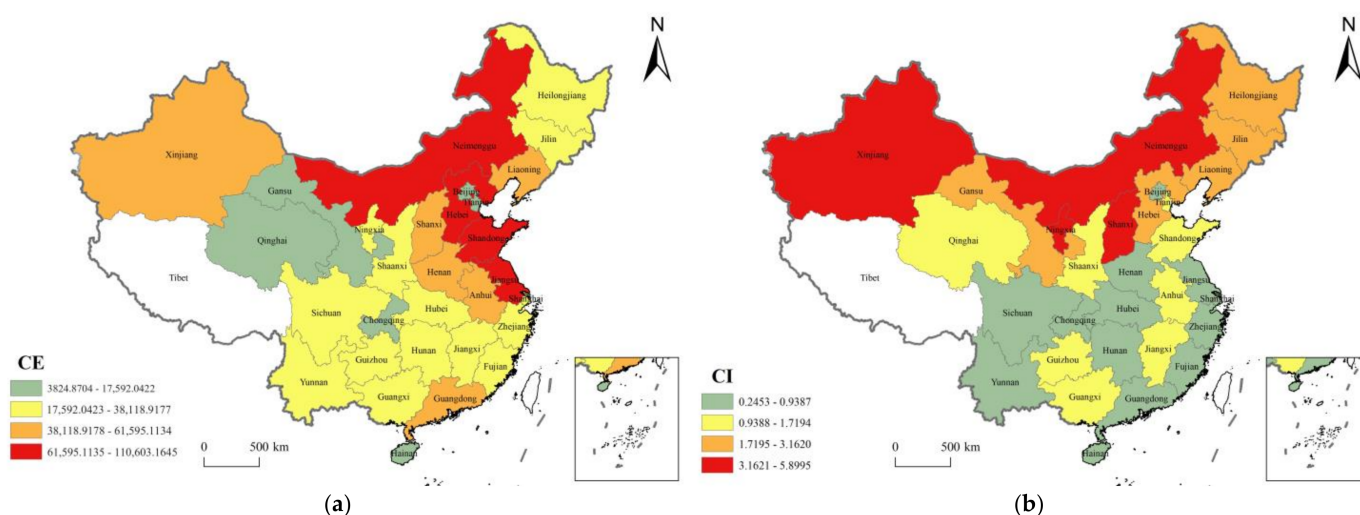 N
Heilongjiang
Jilin
Liaoning
Neimenggu
Xinjiang
Gansu
Beijing
Tianjin
Hebei
Shanxi
Ningxia
Qinghai
Shandong
Shaanxi
Henan
Jiangsu
Tibet
Anhui
Shanghai
Sichuan
Hubei
Chongqing
Zhejiang
Hunan
Jiangxi
Guizhou
Fujian
Yunnan
Guangxi
Guangdong
Hainan
CE
3824.8704 - 17,592.0422
17,592.0423 - 38,118.9177
38,118.9178 - 61,595.1134
61,595.1135 - 110,603.1645
0 500 km
(a)
N
Heilongjiang
Jilin
Liaoning
Neimenggu
Xinjiang
Gansu
Beijing
Tianjin
Hebei
Shanxi
Ningxia
Qinghai
Shandong
Shaanxi
Henan
Jiangsu
Tibet
Anhui
Shanghai
Sichuan
Hubei
Chongqing
Zhejiang
Hunan
Jiangxi
Guizhou
Fujian
Yunnan
Guangxi
Guangdong
Hainan
CI
0.2453 - 0.9387
0.9388 - 1.7194
1.7195 - 3.1620
3.1621 - 5.8995
0 500 km
(b)